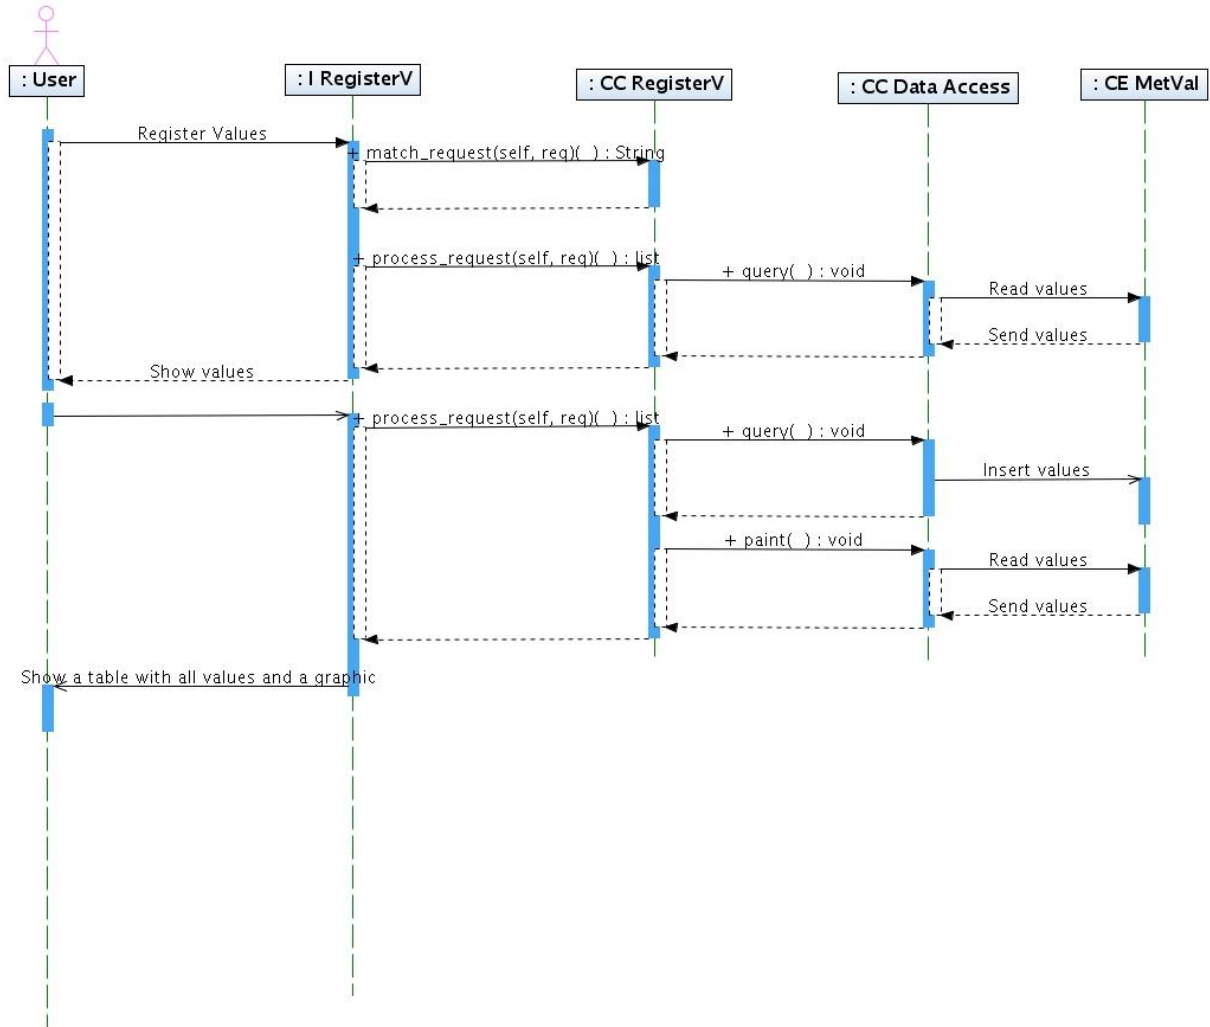 : User
: I RegisterV
: CC RegisterV
: CC Data Access
: CE MetVal
Register Values
+ match_request(self, req)(  ) : String
+ process_request(self, req)(  ) : list
+ query(  ) : void
Read values
Send values
Show values
+ process_request(self, req)(  ) : list
+ query(  ) : void
Insert values
+ paint(  ) : void
Read values
Send values
Show a table with all values and a graphic